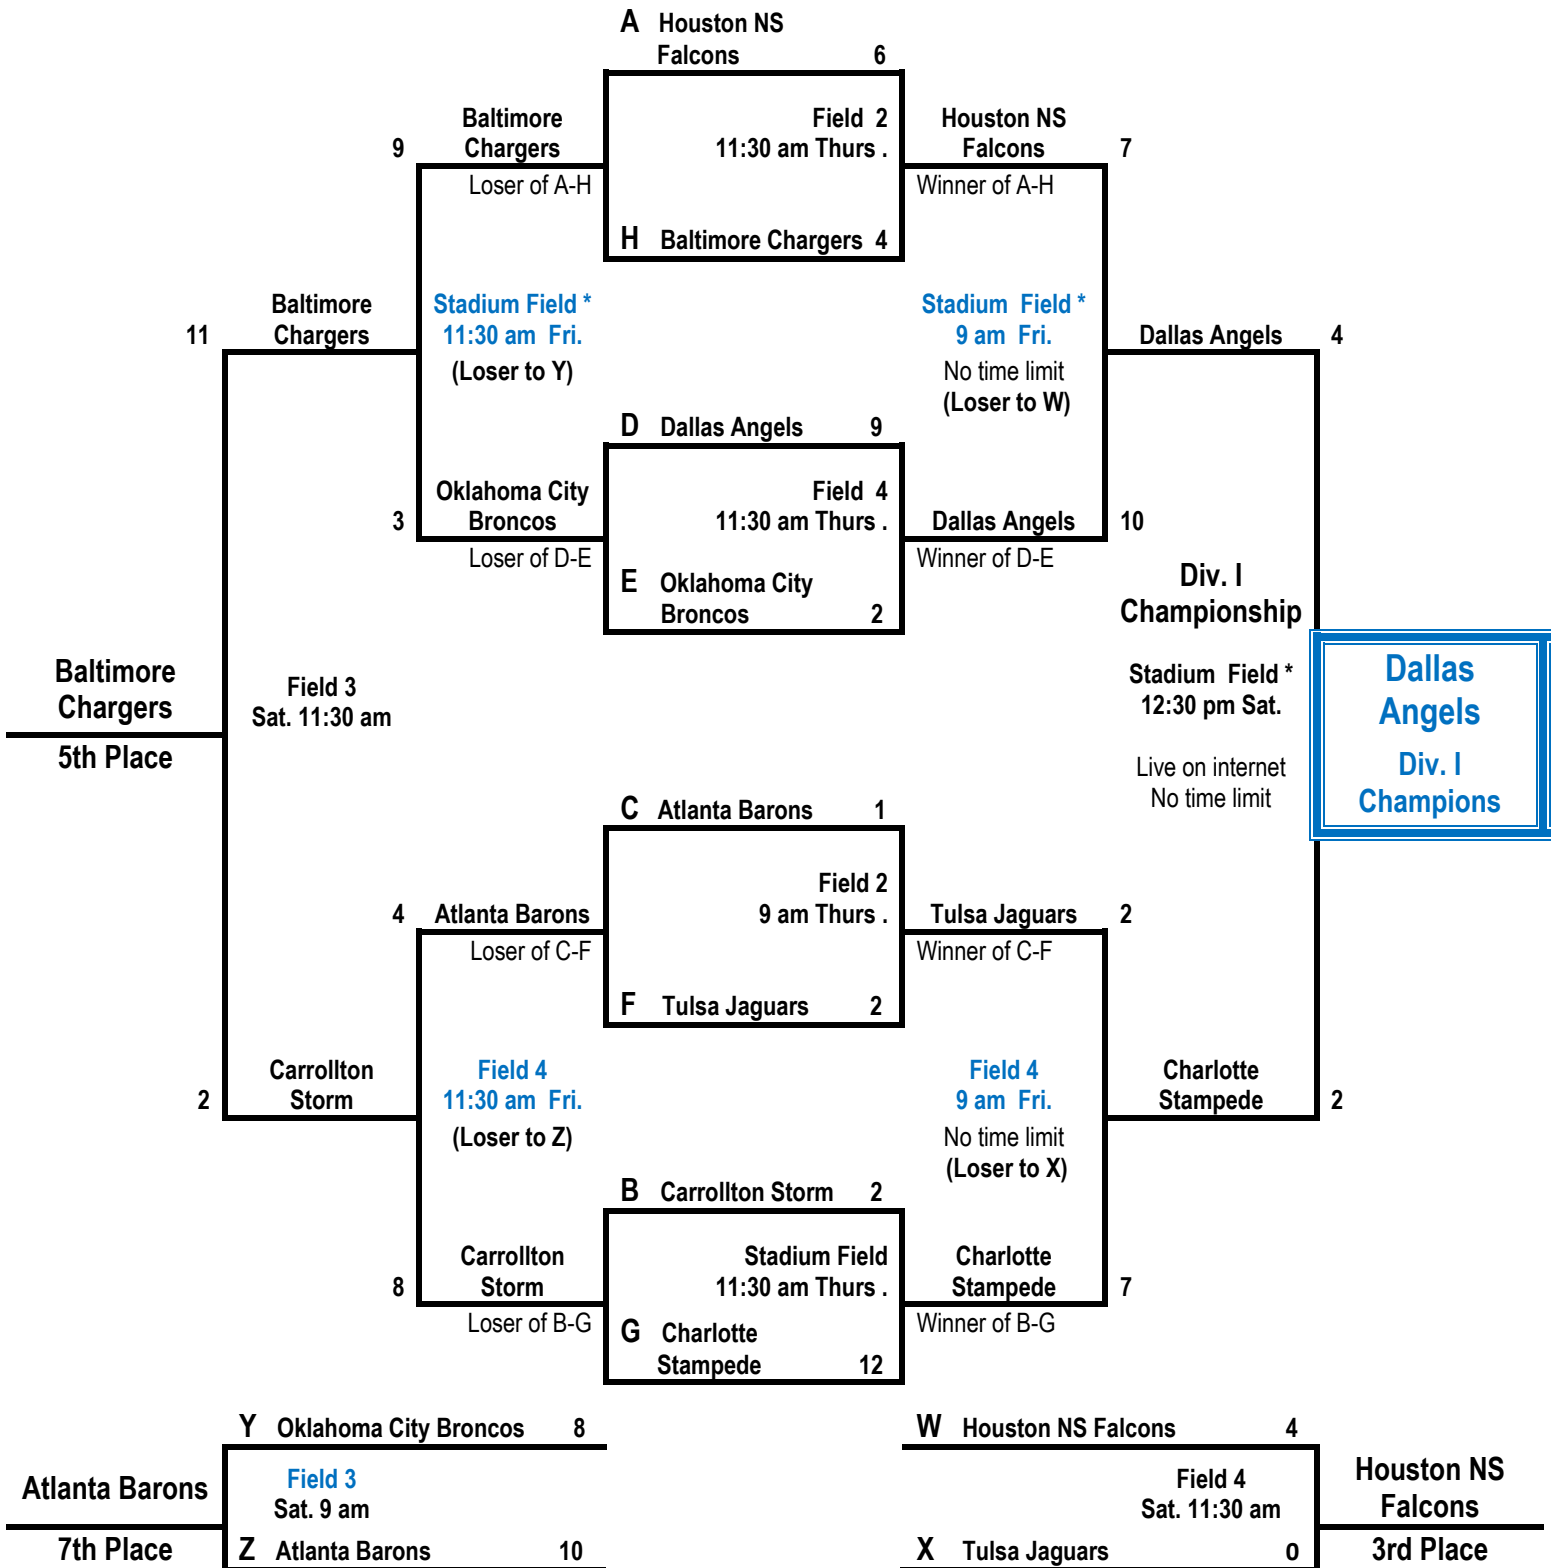 A Houston NS
Falcons 6
Baltimore
Chargers
9
Loser of A-H
Field 2
11:30 am Thurs .
Houston NS
Falcons
7
Winner of A-H
H Baltimore Chargers 4
Baltimore
Chargers
11
Stadium Field *
11:30 am Fri.
(Loser to Y)
Stadium Field *
9 am Fri.
No time limit
(Loser to W)
Dallas Angels 4
D Dallas Angels 9
Oklahoma City
Broncos
3
Loser of D-E
Field 4
11:30 am Thurs .
Dallas Angels 10
Winner of D-E
E Oklahoma City
Broncos 2
Div. I
Championship
Stadium Field *
12:30 pm Sat.
Live on internet
No time limit
Dallas
Angels
Div. I
Champions
Baltimore
Chargers
5th Place
Field 3
Sat. 11:30 am
C Atlanta Barons 1
4 Atlanta Barons
Loser of C-F
Field 2
9 am Thurs .
Tulsa Jaguars 2
Winner of C-F
F Tulsa Jaguars 2
Carrollton
Storm
2
Field 4
11:30 am Fri.
(Loser to Z)
Field 4
9 am Fri.
No time limit
(Loser to X)
Charlotte
Stampede 2
B Carrollton Storm 2
Carrollton
Storm
8
Loser of B-G
Stadium Field
11:30 am Thurs .
Charlotte
Stampede 7
Winner of B-G
G Charlotte
Stampede 12
Y Oklahoma City Broncos 8
Atlanta Barons
7th Place
Field 3
Sat. 9 am
Z Atlanta Barons 10
W Houston NS Falcons 4
Field 4
Sat. 11:30 am
X Tulsa Jaguars 0
Houston NS
Falcons
3rd Place